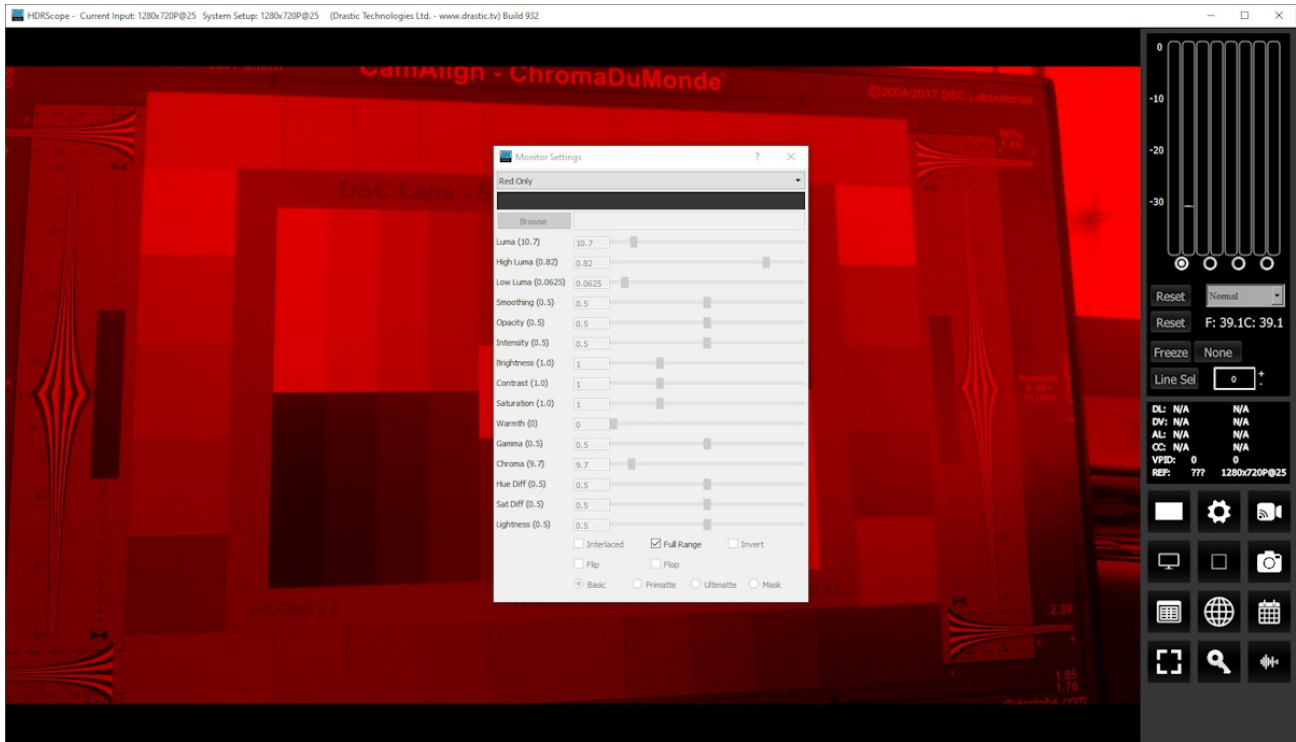 HDRScope - Current Input: 1280x720P@25 System Setup: 1280x720P@25 (Drastic Technologies Ltd. - www.drastic.tv) Build 932
CamAlign - ChromaDuMonde
©2004/2017 DSC Laboratories
90%
1.85
DSC Labs - S
2.39
1.85
1.78
Monitor Settings
?
Red Only
Browse
Luma (10.7) 10.7
High Luma (0.82) 0.82
Low Luma (0.0625) 0.0625
Smoothing (0.5) 0.5
Opacity (0.5) 0.5
Intensity (0.5) 0.5
Brightness (1.0) 1
Contrast (1.0) 1
Saturation (1.0) 1
Warmth (0) 0
Gamma (0.5) 0.5
Chroma (9.7) 9.7
Hue Diff (0.5) 0.5
Sat Diff (0.5) 0.5
Lightness (0.5) 0.5
Interlaced Full Range Invert
Flip Flop
Basic Primatte Ultimatte Mask
0
-10
-20
-30
Reset Normal
Reset F: 39.1C: 39.1
Freeze None
Line Sel 0 + -
DL: N/A N/A
DV: N/A N/A
AL: N/A N/A
CC: N/A N/A
VPID: 0 0
REF: ??? 1280x720P@25